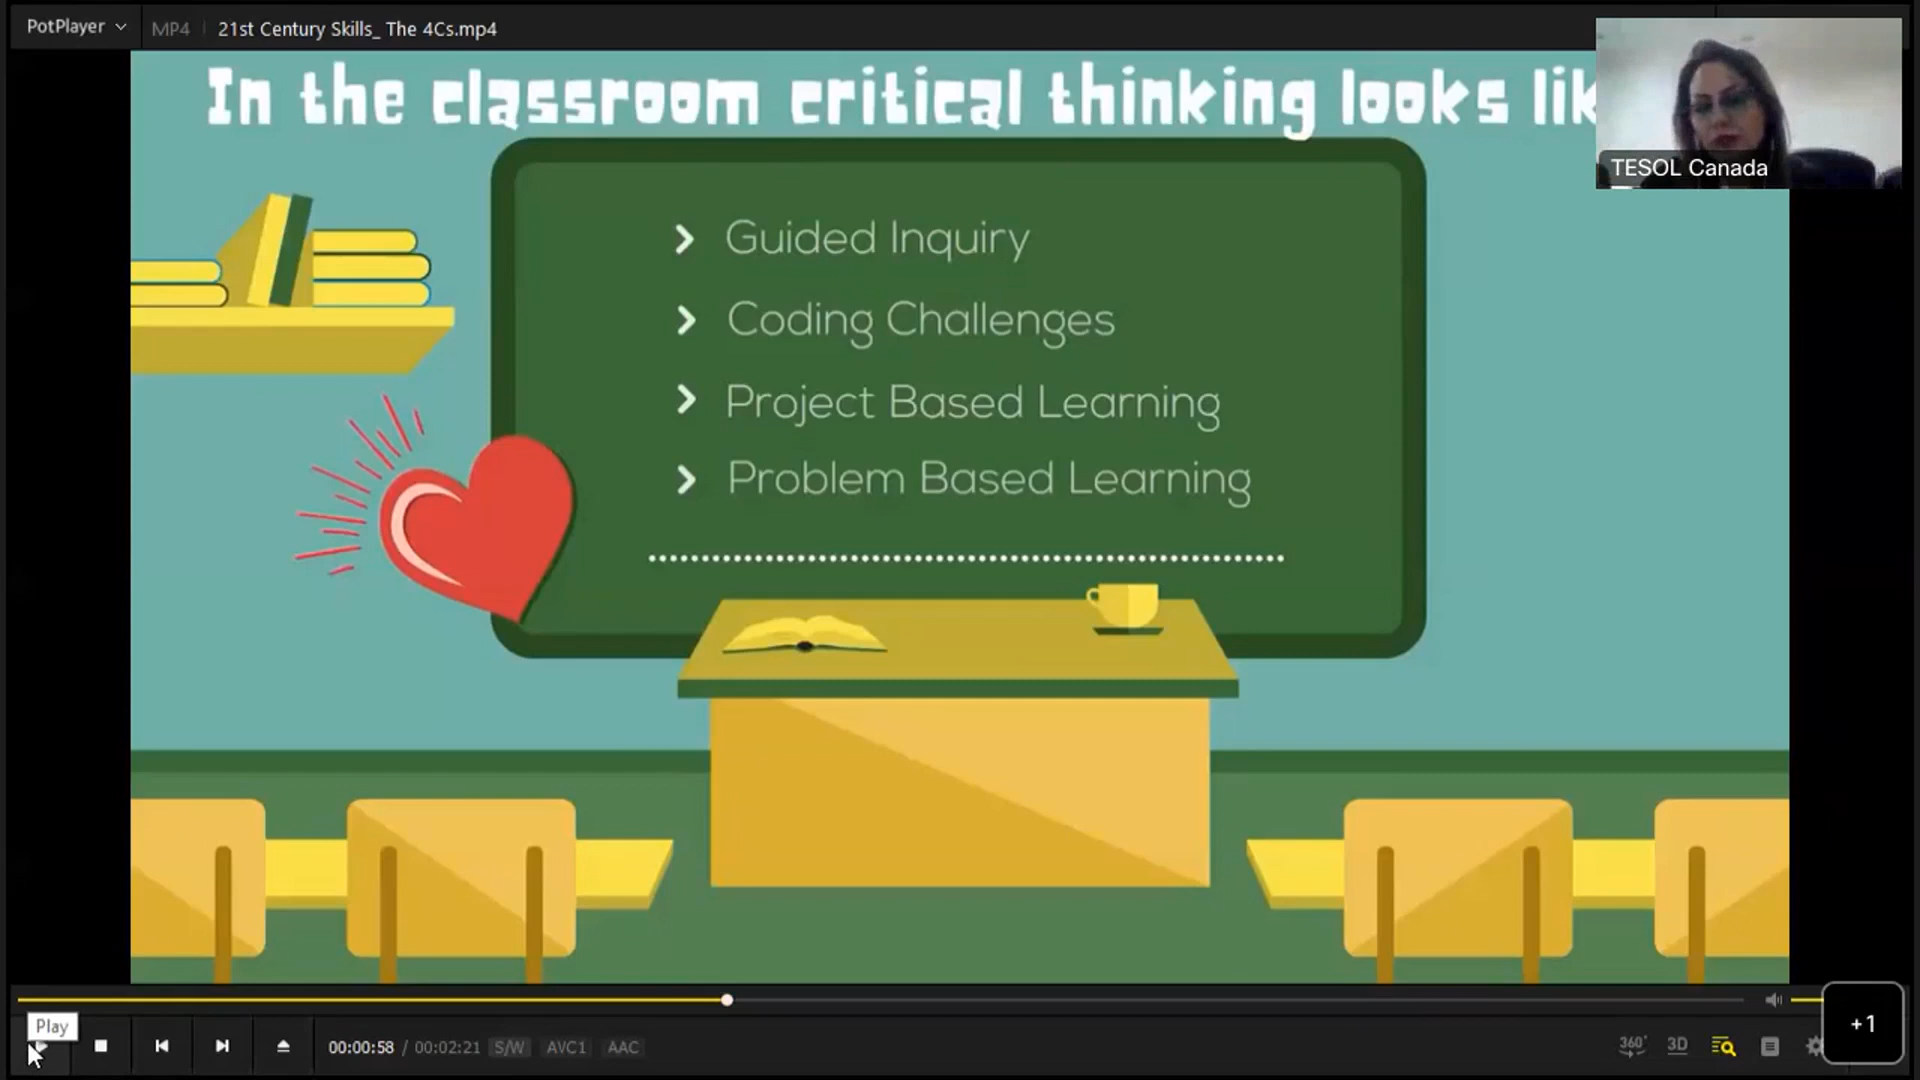 PotPlayer
MP4
21st Century Skills_ The 4Cs.mp4
In the classroom critical thinking looks lik
TESOL Canada
Guided Inquiry
Coding Challenges
Project Based Learning
Problem Based Learning
Play
00:00:58 / 00:02:21 S/W AVC1 AAC
360°
3D
+1